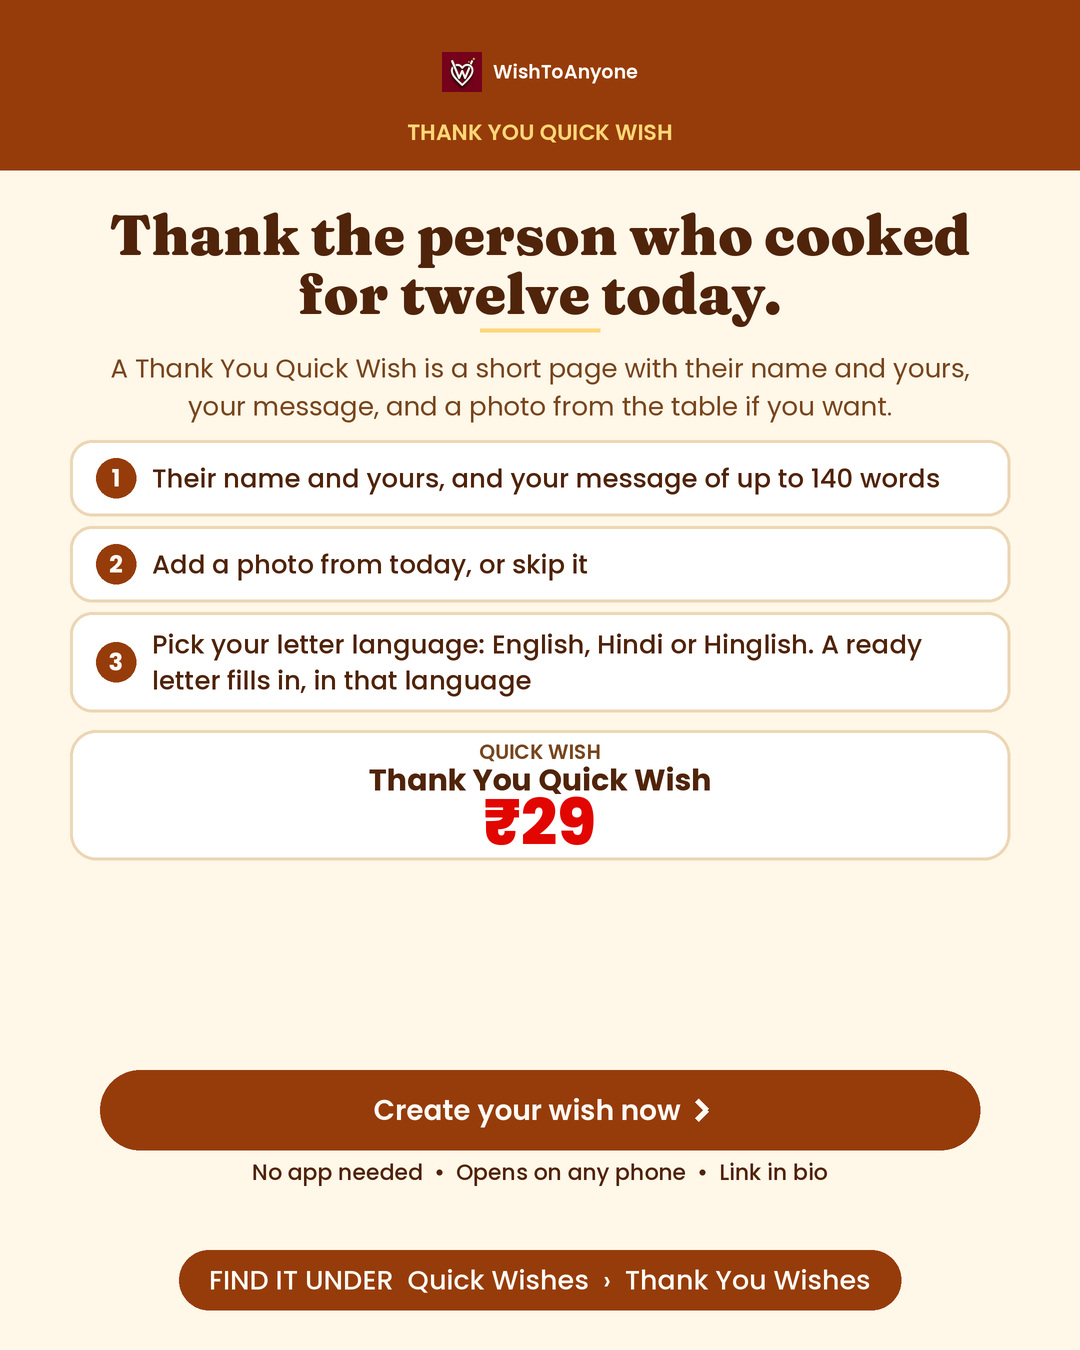 WishToAnyone
THANK YOU QUICK WISH
Thank the person who cooked
for twelve today.
A Thank You Quick Wish is a short page with their name and yours,
your message, and a photo from the table if you want.
1 Their name and yours, and your message of up to 140 words
2 Add a photo from today, or skip it
3 Pick your letter language: English, Hindi or Hinglish. A ready
letter fills in, in that language
QUICK WISH
Thank You Quick Wish
₹29
Create your wish now >
No app needed • Opens on any phone • Link in bio
FIND IT UNDER Quick Wishes › Thank You Wishes